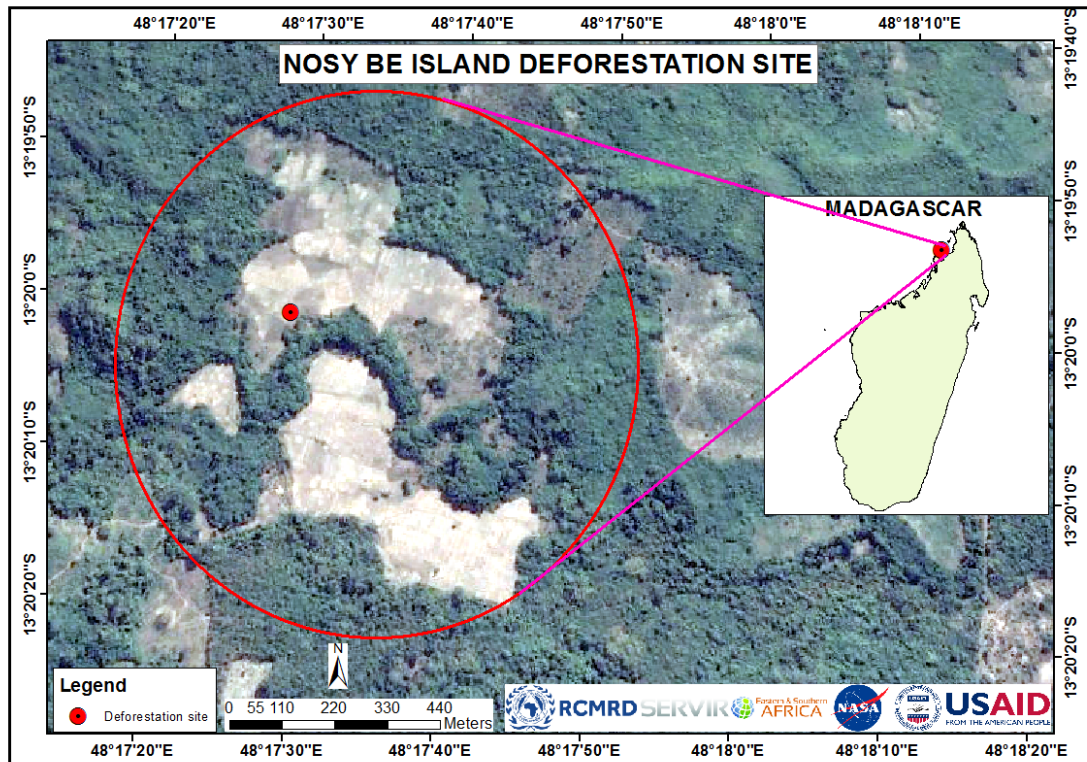 48°17'20"E 48°17'30"E 48°17'40"E 48°17'50"E 48°18'0"E 48°18'10"E
NOSY BE ISLAND DEFORESTATION SITE
13°19'40"S
13°19'50"S
13°20'0"S
13°20'10"S
13°20'20"S
MADAGASCAR
13°19'50"S
13°20'0"S
13°20'10"S
13°20'20"S
N
Legend
Deforestation site
0 55 110 220 330 440
Meters
RCMRD SERVIR Eastern & Southern
AFRICA
NASA
USAID
USAID
FROM THE AMERICAN PEOPLE
48°17'20"E 48°17'30"E 48°17'40"E 48°17'50"E 48°18'0"E 48°18'10"E 48°18'20"E